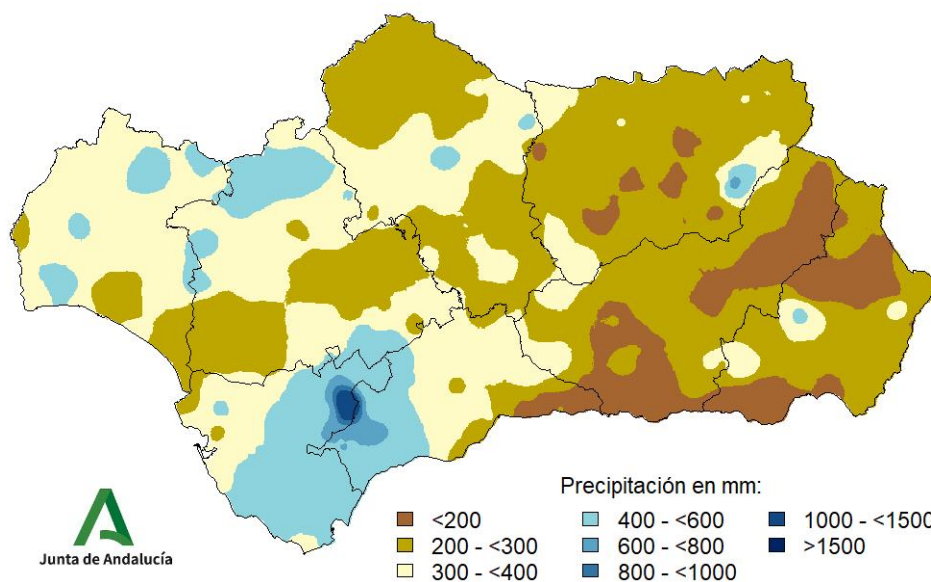 Precipitación en mm:
<200
400 - <600
1000 - <1500
200 - <300
600 - <800
>1500
300 - <400
800 - <1000
Junta de Andalucía